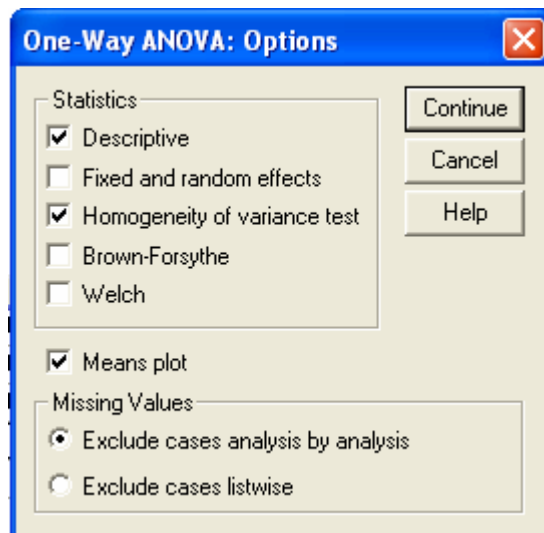 One-Way ANOVA: Options
Statistics
Descriptive
Fixed and random effects
Homogeneity of variance test
Brown-Forsythe
Welch
Continue
Cancel
Help
Means plot
Missing Values
Exclude cases analysis by analysis
Exclude cases listwise